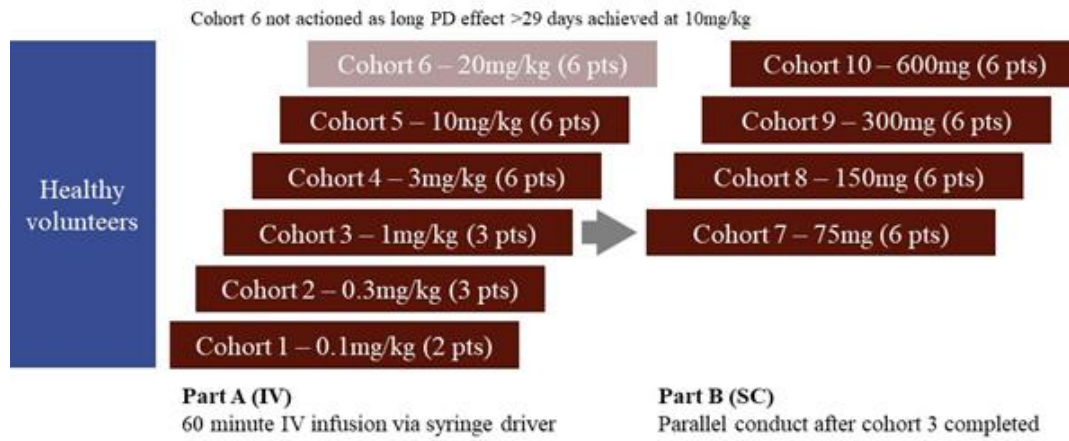 Cohort 6 not actioned as long PD effect >29 days achieved at 10mg/kg
Healthy
volunteers
Cohort 6 – 20mg/kg (6 pts)
Cohort 5 – 10mg/kg (6 pts)
Cohort 4 – 3mg/kg (6 pts)
Cohort 3 – 1mg/kg (3 pts)
Cohort 2 – 0.3mg/kg (3 pts)
Cohort 1 – 0.1mg/kg (2 pts)
Part A (IV)
60 minute IV infusion via syringe driver
Cohort 10 – 600mg (6 pts)
Cohort 9 – 300mg (6 pts)
Cohort 8 – 150mg (6 pts)
Cohort 7 – 75mg (6 pts)
Part B (SC)
Parallel conduct after cohort 3 completed